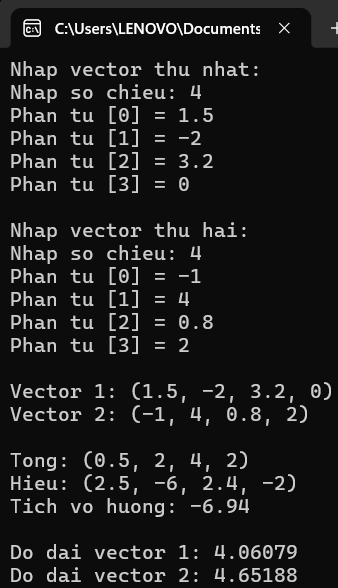 C:\Users\LENOVO\Documents
Nhap vector thu nhat:
Nhap so chieu: 4
Phan tu [0] = 1.5
Phan tu [1] = -2
Phan tu [2] = 3.2
Phan tu [3] = 0
Nhap vector thu hai:
Nhap so chieu: 4
Phan tu [0] = -1
Phan tu [1] = 4
Phan tu [2] = 0.8
Phan tu [3] = 2
Vector 1: (1.5, -2, 3.2, 0)
Vector 2: (-1, 4, 0.8, 2)
Tong: (0.5, 2, 4, 2)
Hieu: (2.5, -6, 2.4, -2)
Tich vo huong: -6.94
Do dai vector 1: 4.06079
Do dai vector 2: 4.65188